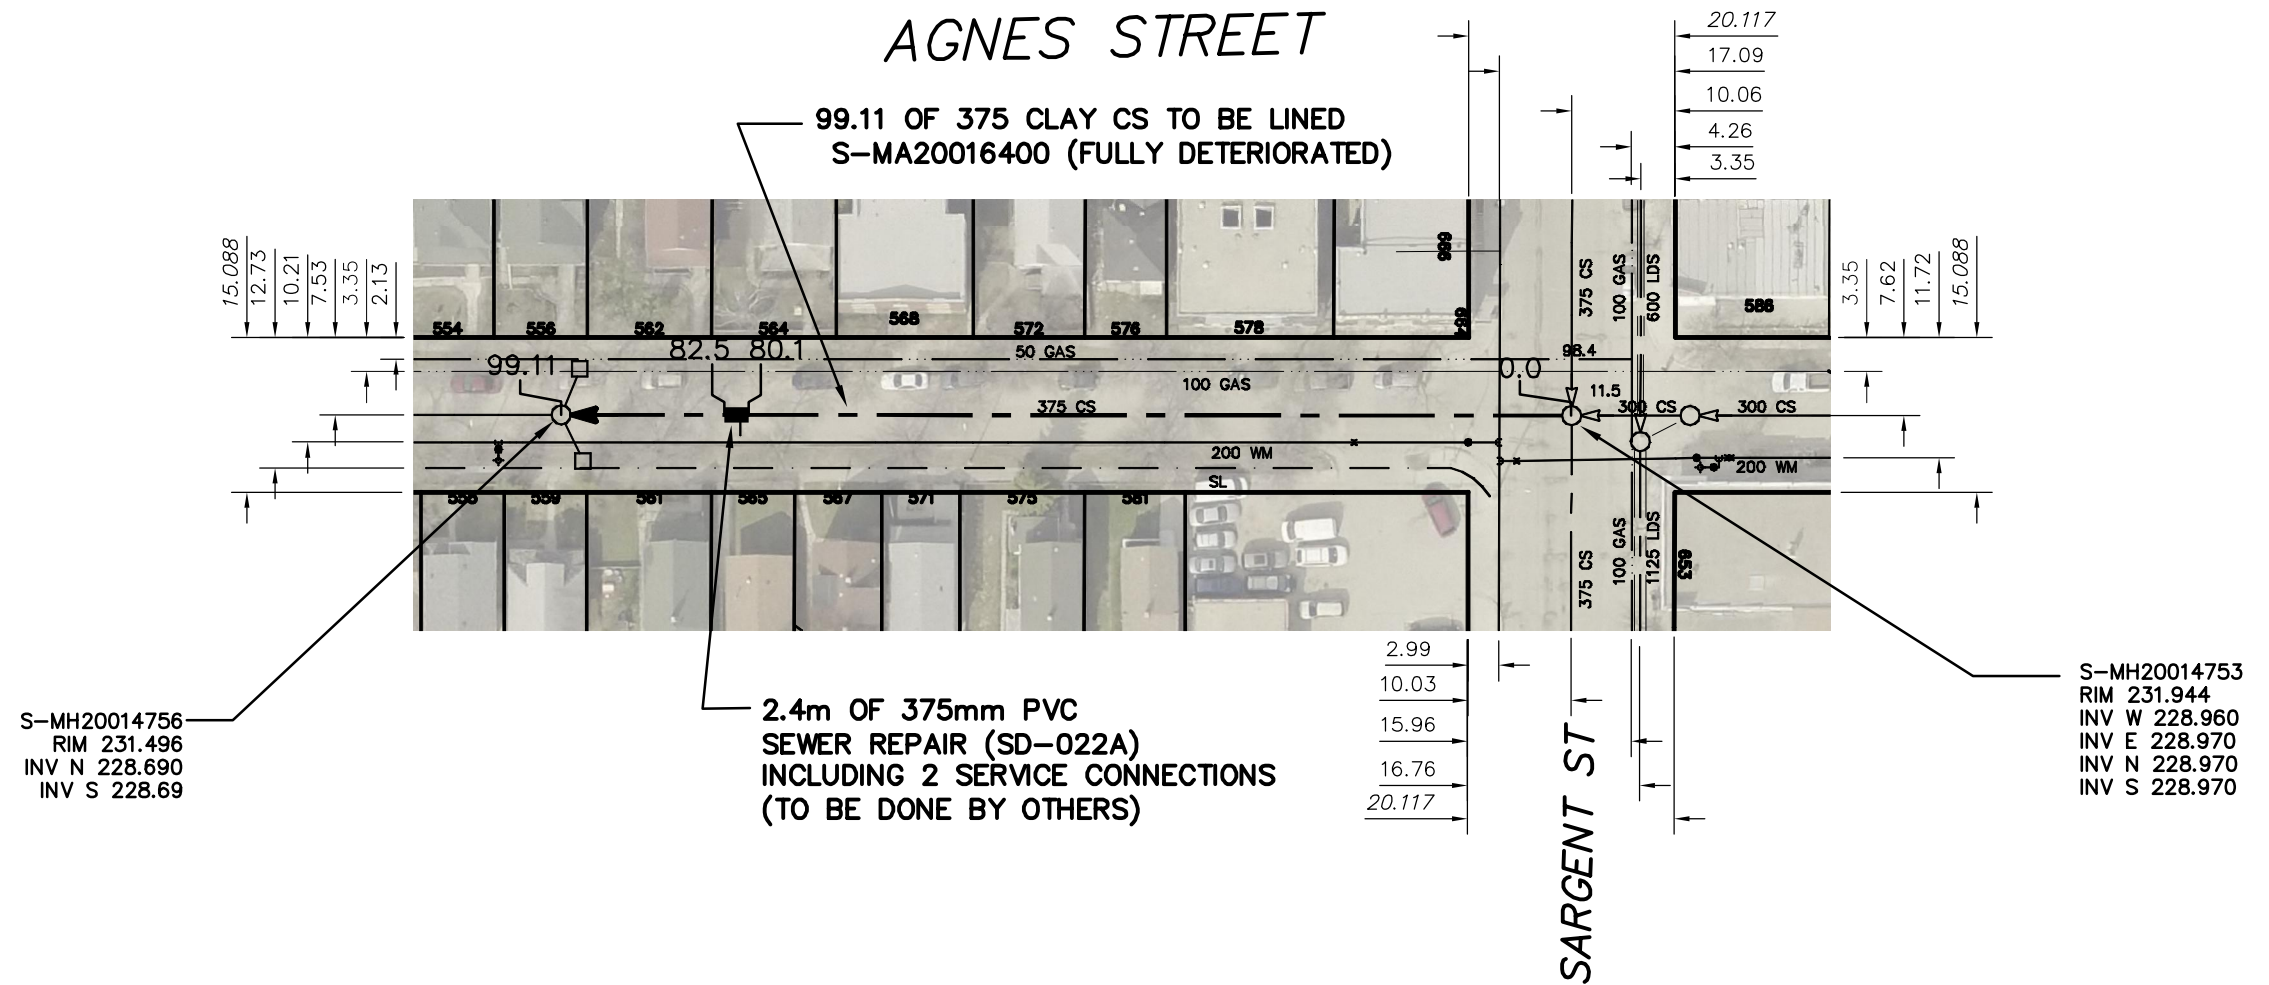 AGNES STREET
20.117
17.09
10.06
4.26
3.35
99.11 OF 375 CLAY CS TO BE LINED
S-MA20016400 (FULLY DETERIORATED)
15.088
12.73
10.21
7.53
3.35
2.13
3.35
7.62
11.72
15.088
666
664
375 CS
100 GAS
600 LDS
586
554
556
562
564
568
572
576
578
99.11
82.5
80.1
50 GAS
100 GAS
375 CS
0.0
98.4
11.5
300 CS
300 CS
200 WM
200 WM
SL
559
561
565
567
571
575
581
375 CS
100 GAS
1125 LDS
653
2.99
10.03
15.96
16.76
20.117
SARGENT ST
S-MH20014756
RIM 231.496
INV N 228.690
INV S 228.69
2.4m OF 375mm PVC
SEWER REPAIR (SD-022A)
INCLUDING 2 SERVICE CONNECTIONS
(TO BE DONE BY OTHERS)
S-MH20014753
RIM 231.944
INV W 228.960
INV E 228.970
INV N 228.970
INV S 228.970